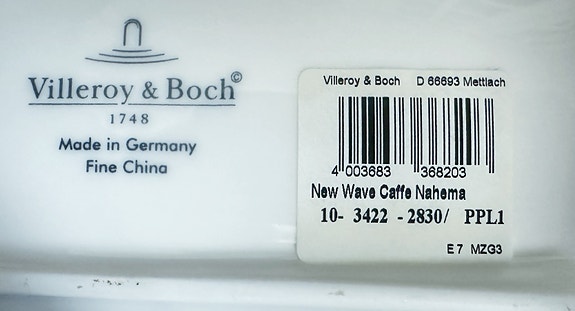 Villeroy & Boch©
1748
Made in Germany
Fine China
Villeroy & Boch D 66693 Mettlach
4 003683 368203
New Wave Caffe Nahema
10- 3422 - 2830/ PPL1
E7 MZG3